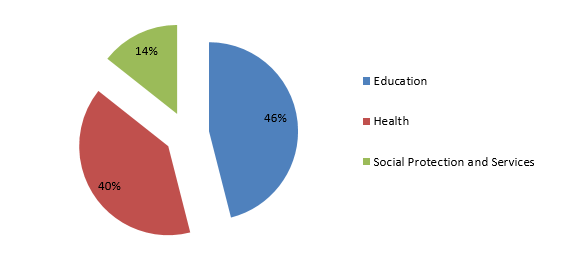 14%
46%
40%
Education
Health
Social Protection and Services